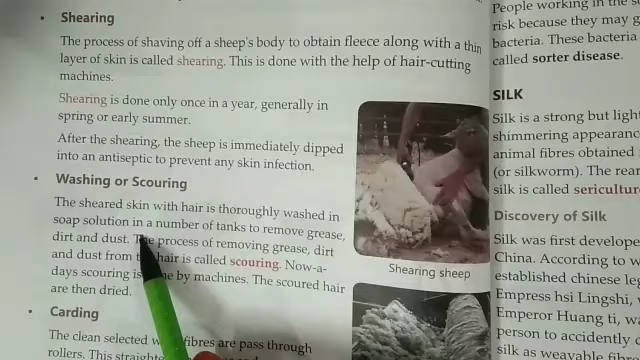 • Shearing
The process of shaving off a sheep's body to obtain fleece along with a thin
layer of skin is called shearing. This is done with the help of hair-cutting
machines.
Shearing is done only once in a year, generally in
spring or early summer.
After the shearing, the sheep is immediately dipped
into an antiseptic to prevent any skin infection.
• Washing or Scouring
The sheared skin with hair is thoroughly washed in
soap solution in a number of tanks to remove grease,
dirt and dust. The process of removing grease, dirt
and dust from hair is called scouring. Now-a-
days scouring is by machines. The scoured hair
are then dried.
• Carding
The clean selected fibres are pass through
rollers. This
Shearing sheep
People working in the
risk because they may g
bacteria. These bacteria
called sorter disease.
SILK
Silk is a strong but light
shimmering appearanc
animal fibres obtained
(or silkworm). The rear
silk is called sericultur
Discovery of Silk
Silk was first develope
China. According to w
established chinese leg
Empress hsi Lingshi, 
Emperor Huang ti, wa
person to accidently 
silk as weavable fibre